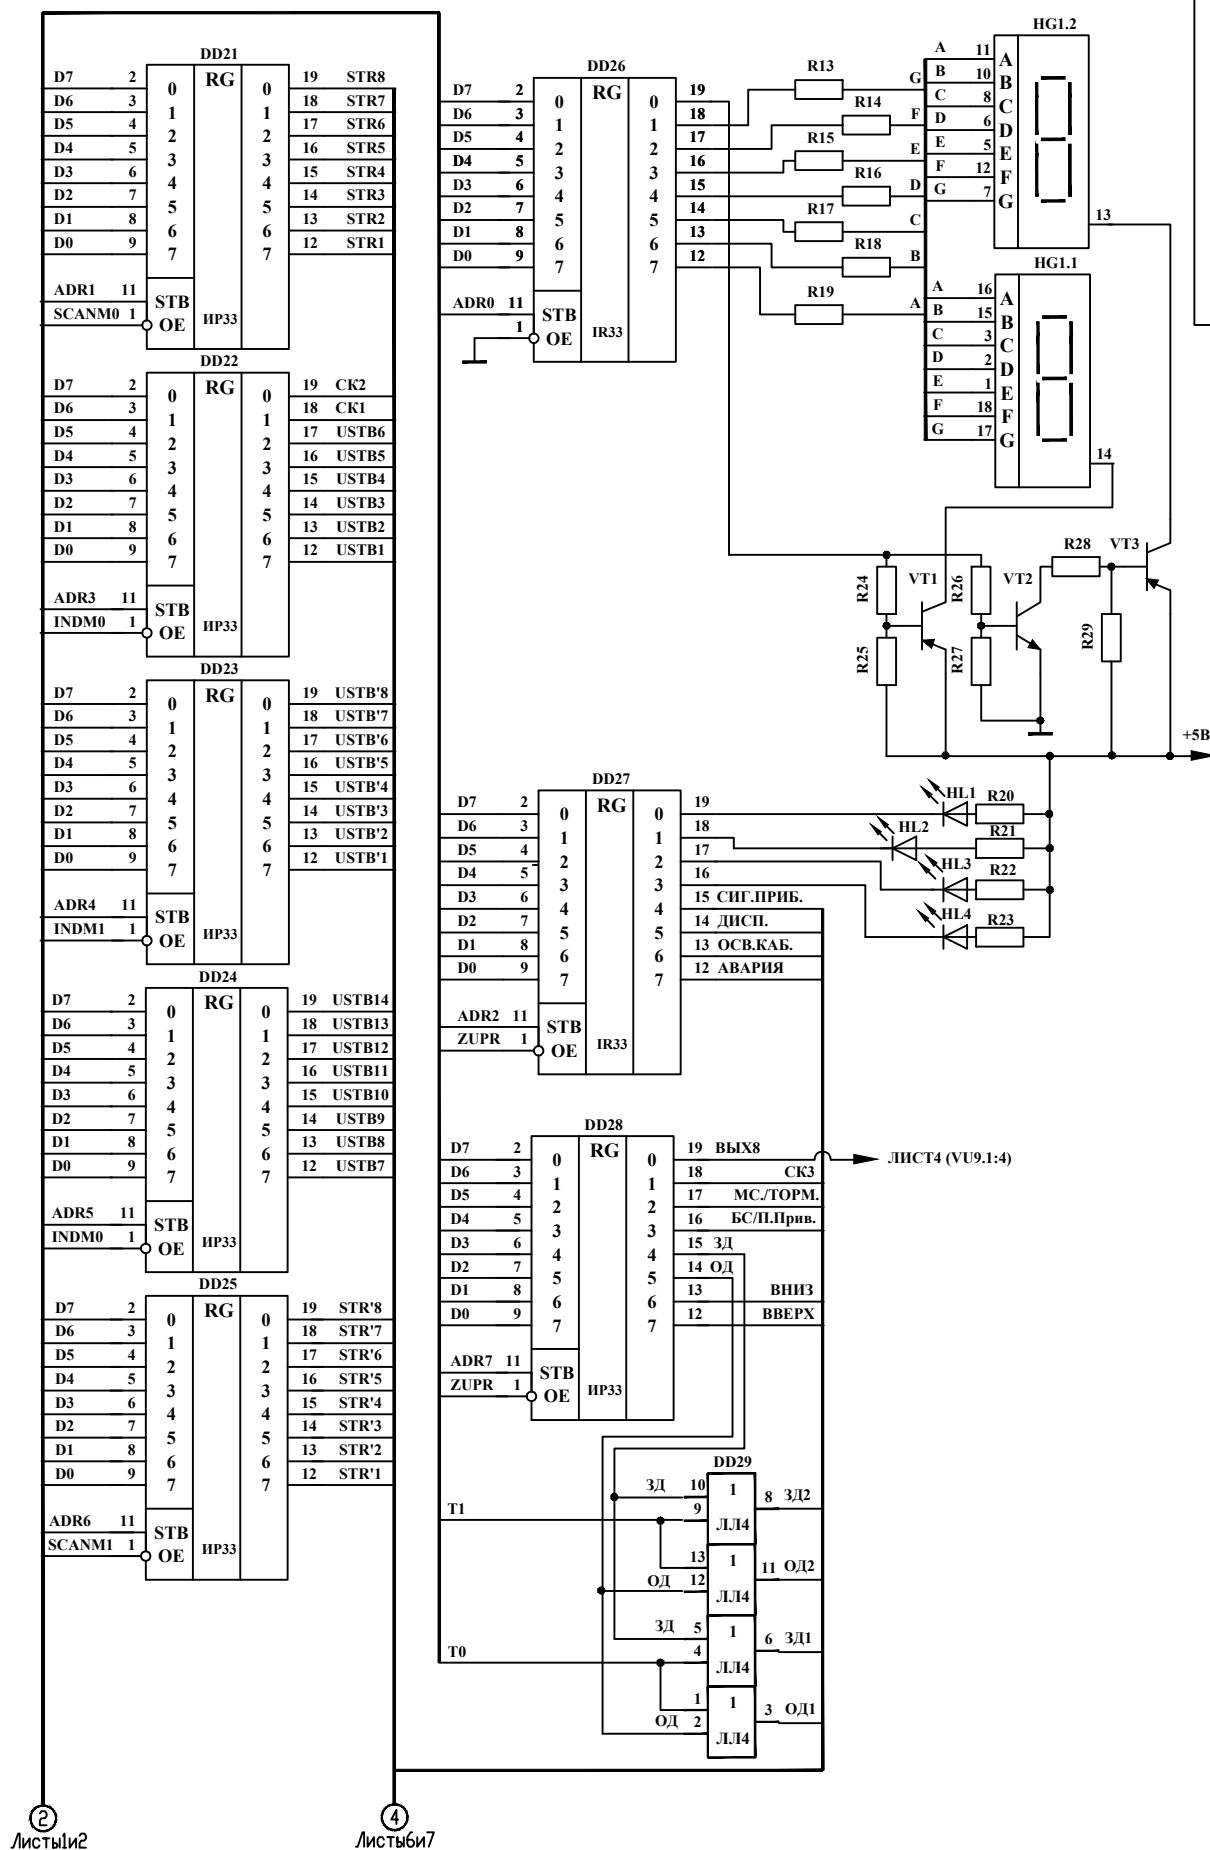 DD21
RG
D7 2 0 0 19 STR8
D6 3 1 1 18 STR7
D5 4 2 2 17 STR6
D4 5 3 3 16 STR5
D3 6 4 4 15 STR4
D2 7 5 5 14 STR3
D1 8 6 6 13 STR2
D0 9 7 7 12 STR1
ADR1 11 STB
SCANM0 1 OE ИР33
DD22
RG
D7 2 0 0 19 СК2
D6 3 1 1 18 СК1
D5 4 2 2 17 USTB6
D4 5 3 3 16 USTB5
D3 6 4 4 15 USTB4
D2 7 5 5 14 USTB3
D1 8 6 6 13 USTB2
D0 9 7 7 12 USTB1
ADR3 11 STB
INDM0 1 OE ИР33
DD23
RG
D7 2 0 0 19 USTB'8
D6 3 1 1 18 USTB'7
D5 4 2 2 17 USTB'6
D4 5 3 3 16 USTB'5
D3 6 4 4 15 USTB'4
D2 7 5 5 14 USTB'3
D1 8 6 6 13 USTB'2
D0 9 7 7 12 USTB'1
ADR4 11 STB
INDM1 1 OE ИР33
DD24
RG
D7 2 0 0 19 USTB14
D6 3 1 1 18 USTB13
D5 4 2 2 17 USTB12
D4 5 3 3 16 USTB11
D3 6 4 4 15 USTB10
D2 7 5 5 14 USTB9
D1 8 6 6 13 USTB8
D0 9 7 7 12 USTB7
ADR5 11 STB
INDM0 1 OE ИР33
DD25
RG
D7 2 0 0 19 STR'8
D6 3 1 1 18 STR'7
D5 4 2 2 17 STR'6
D4 5 3 3 16 STR'5
D3 6 4 4 15 STR'4
D2 7 5 5 14 STR'3
D1 8 6 6 13 STR'2
D0 9 7 7 12 STR'1
ADR6 11 STB
SCANM1 1 OE ИР33
2
Листы1и2
4
Листы6и7
DD26
RG
D7 2 0 0 19
D6 3 1 1 18
D5 4 2 2 17
D4 5 3 3 16
D3 6 4 4 15
D2 7 5 5 14
D1 8 6 6 13
D0 9 7 7 12
ADR0 11 STB
1 OE IR33
R13 G
R14 F
R15 E
R16 D
R17 C
R18 B
R19 A
HG1.2
A 11 A
B 10 B
C 8 C
D 6 D
E 5 E
F 12 F
G 7 G
13
HG1.1
A 16 A
B 15 B
C 3 C
D 2 D
E 1 E
F 18 F
G 17 G
14
R24
R25
VT1
R26
R27
VT2
R28
R29
VT3
+5В
DD27
RG
D7 2 0 0 19
D6 3 1 1 18
D5 4 2 2 17
D4 5 3 3 16
D3 6 4 4 15 СИГ.ПРИБ.
D2 7 5 5 14 ДИСП.
D1 8 6 6 13 ОСВ.КАБ.
D0 9 7 7 12 АВАРИЯ
ADR2 11 STB
ZUPR 1 OE IR33
HL1 R20
HL2 R21
HL3 R22
HL4 R23
DD28
RG
D7 2 0 0 19 ВЫХ8
ЛИСТ4 (VU9.1:4)
D6 3 1 1 18 СК3
D5 4 2 2 17 МС./ТОРМ.
D4 5 3 3 16 БС/П.Прив.
D3 6 4 4 15 ЗД
D2 7 5 5 14 ОД
D1 8 6 6 13 ВНИЗ
D0 9 7 7 12 ВВЕРХ
ADR7 11 STB
ZUPR 1 OE ИР33
DD29
ЗД 10 1 8 ЗД2
T1 9 ЛЛ4
13 1 11 ОД2
ОД 12 ЛЛ4
ЗД 5 1 6 ЗД1
T0 4 ЛЛ4
1 1 3 ОД1
ОД 2 ЛЛ4